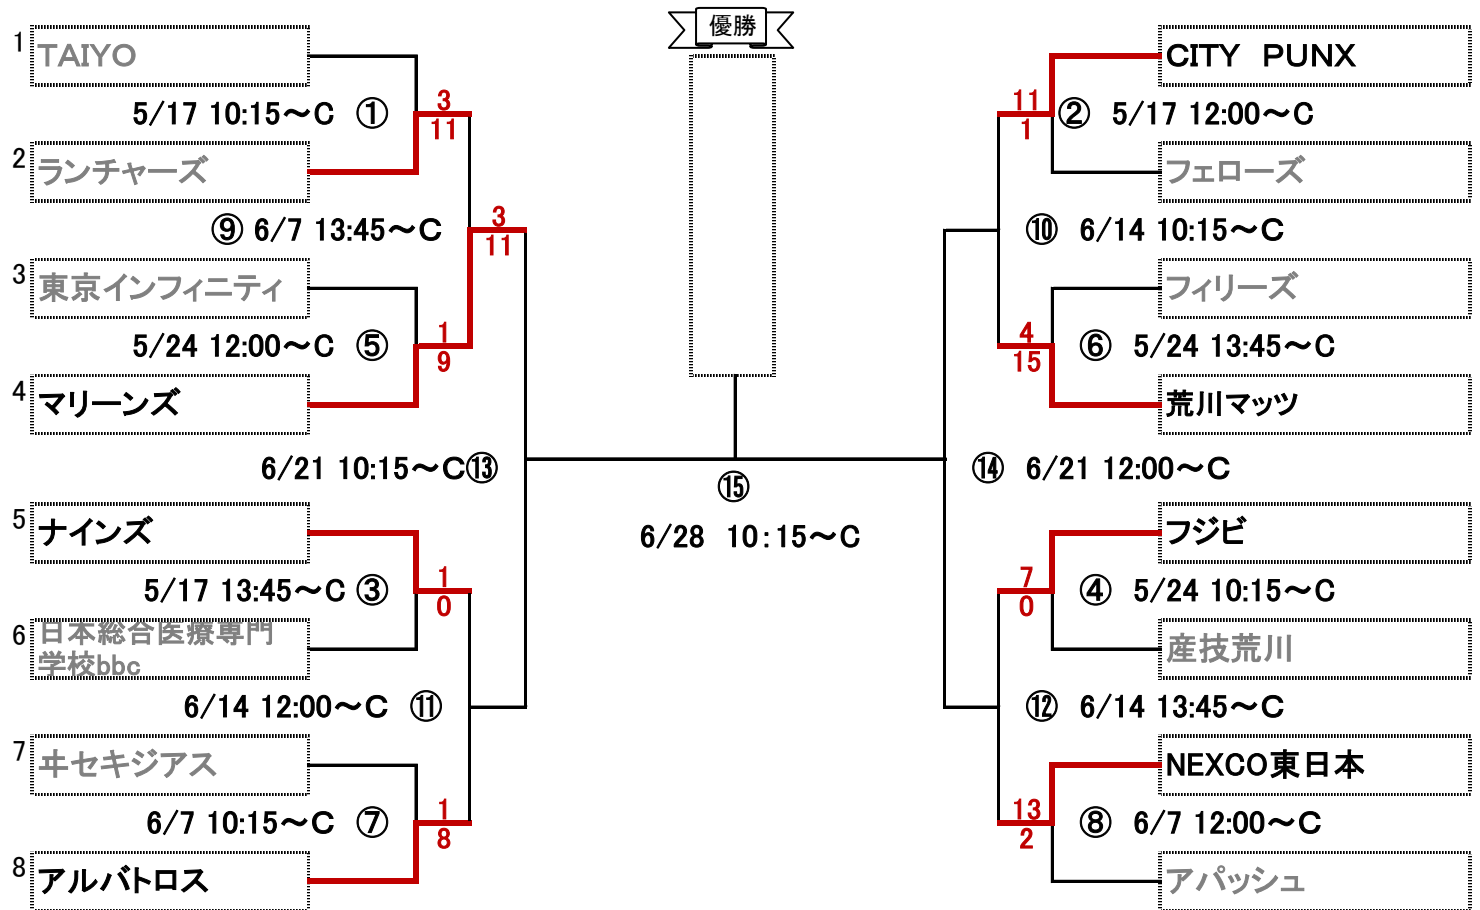 優勝
1
TAIYO
CITY PUNX
5/17 10:15～C ①
3
11
11
1
② 5/17 12:00～C
2
ランチャーズ
フェローズ
⑨ 6/7 13:45～C
3
11
⑩ 6/14 10:15～C
3
東京インフィニティ
フィリーズ
5/24 12:00～C ⑤
1
9
4
15
⑥ 5/24 13:45～C
4
マリーンズ
荒川マッツ
6/21 10:15～C⑬
⑮
⑭ 6/21 12:00～C
6/28 10：15～C
5
ナインズ
フジビ
5/17 13:45～C ③
1
0
7
0
④ 5/24 10:15～C
6
日本総合医療専門
学校bbc
産技荒川
6/14 12:00～C ⑪
⑫ 6/14 13:45～C
7
ヰセキジアス
NEXCO東日本
6/7 10:15～C ⑦
1
8
13
2
⑧ 6/7 12:00～C
8
アルバトロス
アパッシュ